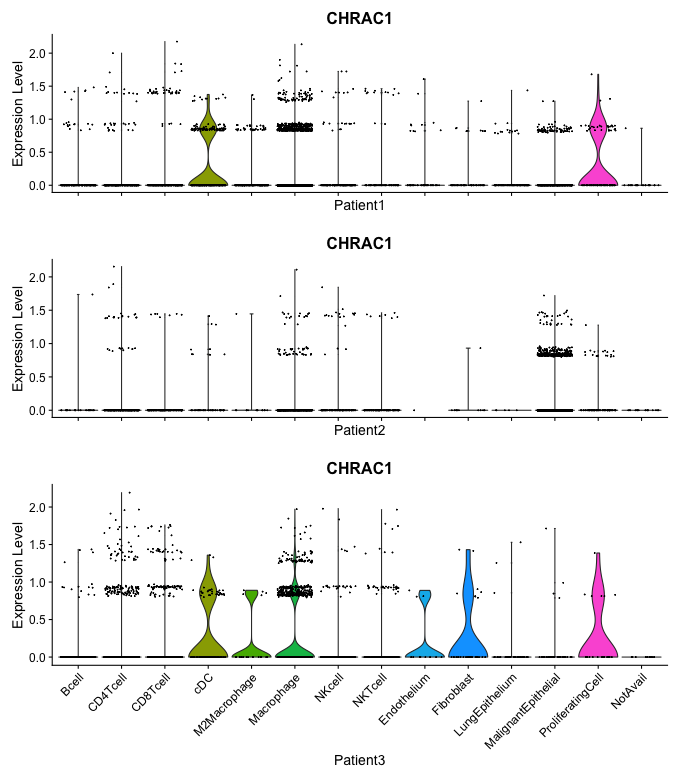 CHRAC1
Expression Level
2.0
1.5
1.0
0.5
0.0
Patient1
CHRAC1
Expression Level
2.0
1.5
1.0
0.5
0.0
Patient2
CHRAC1
Expression Level
2.0
1.5
1.0
0.5
0.0
Bcell
CD4Tcell
CD8Tcell
cDC
M2Macrophage
Macrophage
NKcell
NKTcell
Endothelium
Fibroblast
LungEpithelium
MalignantEpithelial
ProliferatingCell
NotAvail
Patient3